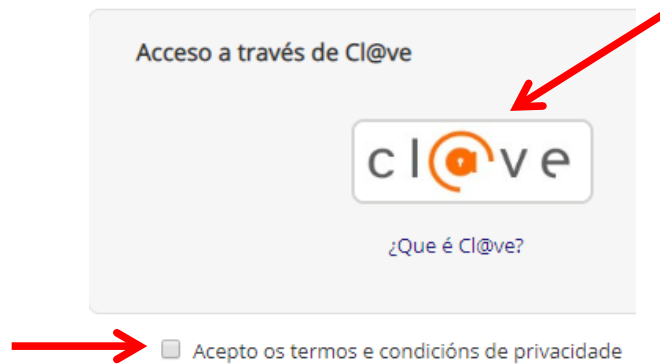 Acceso a través de Cl@ve
cl@ve
¿Que é Cl@ve?
Acepto os termos e condicións de privacidade